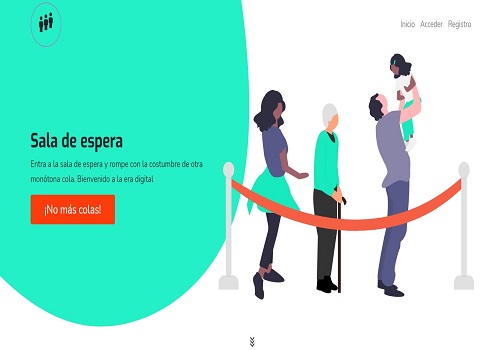 Inicio Acceder Registro
Sala de espera
Entra a la sala de espera y rompe con la costumbre de otra
monótona cola. Bienvenido a la era digital.
¡No más colas!